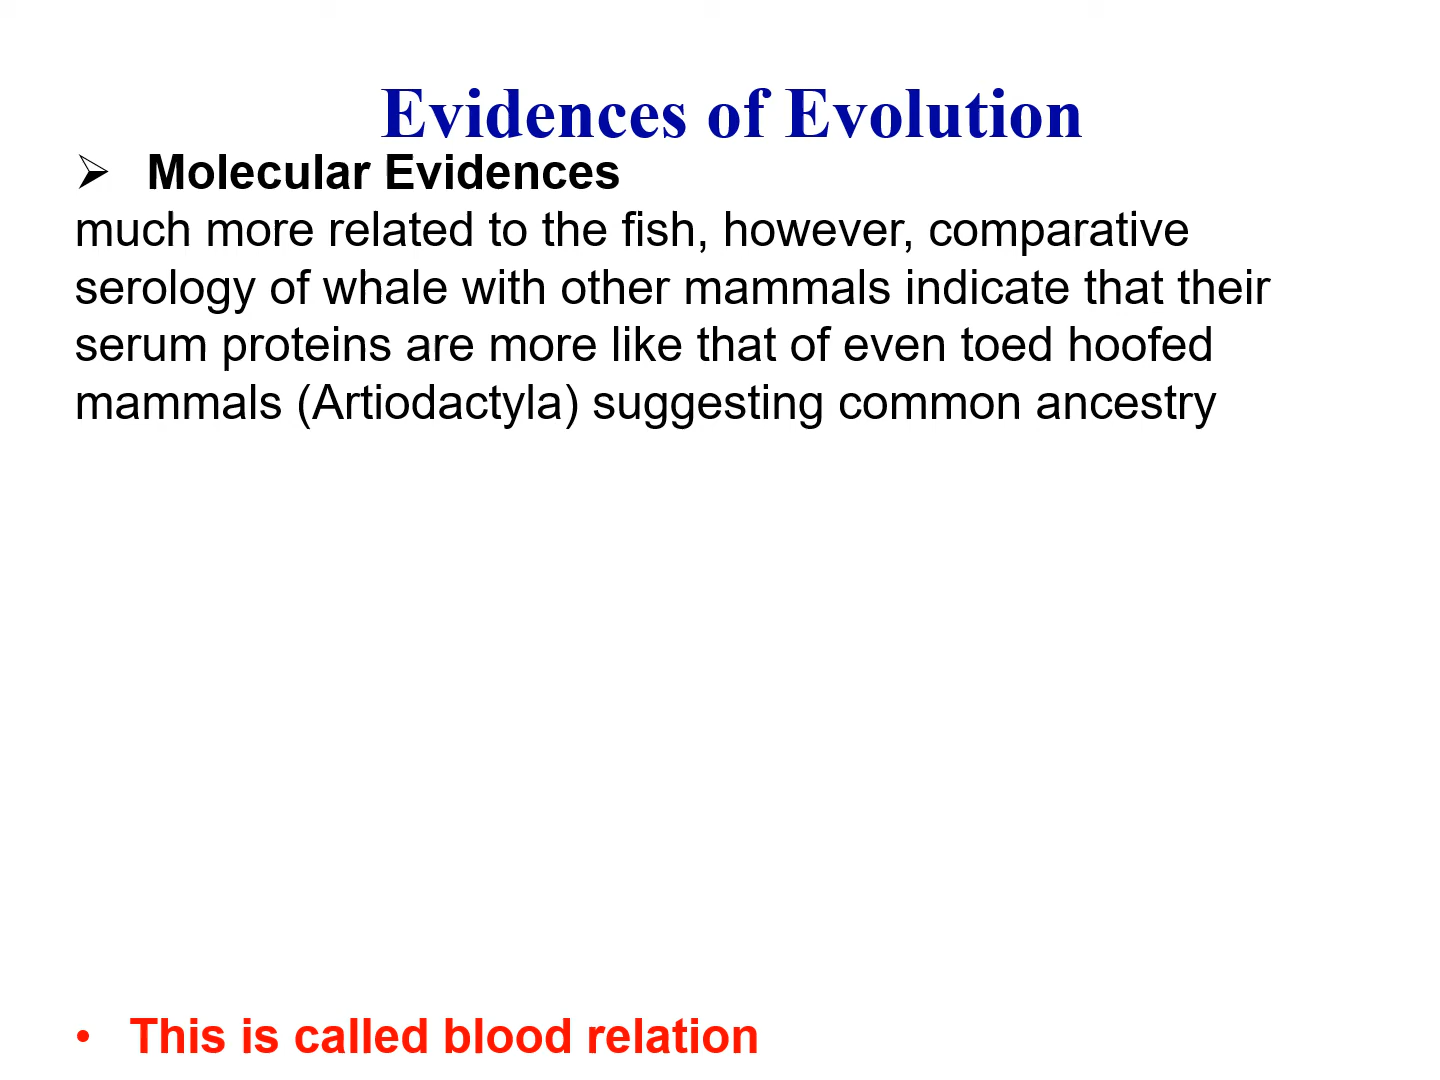 Evidences of Evolution
➢ Molecular Evidences
much more related to the fish, however, comparative
serology of whale with other mammals indicate that their
serum proteins are more like that of even toed hoofed
mammals (Artiodactyla) suggesting common ancestry
• This is called blood relation